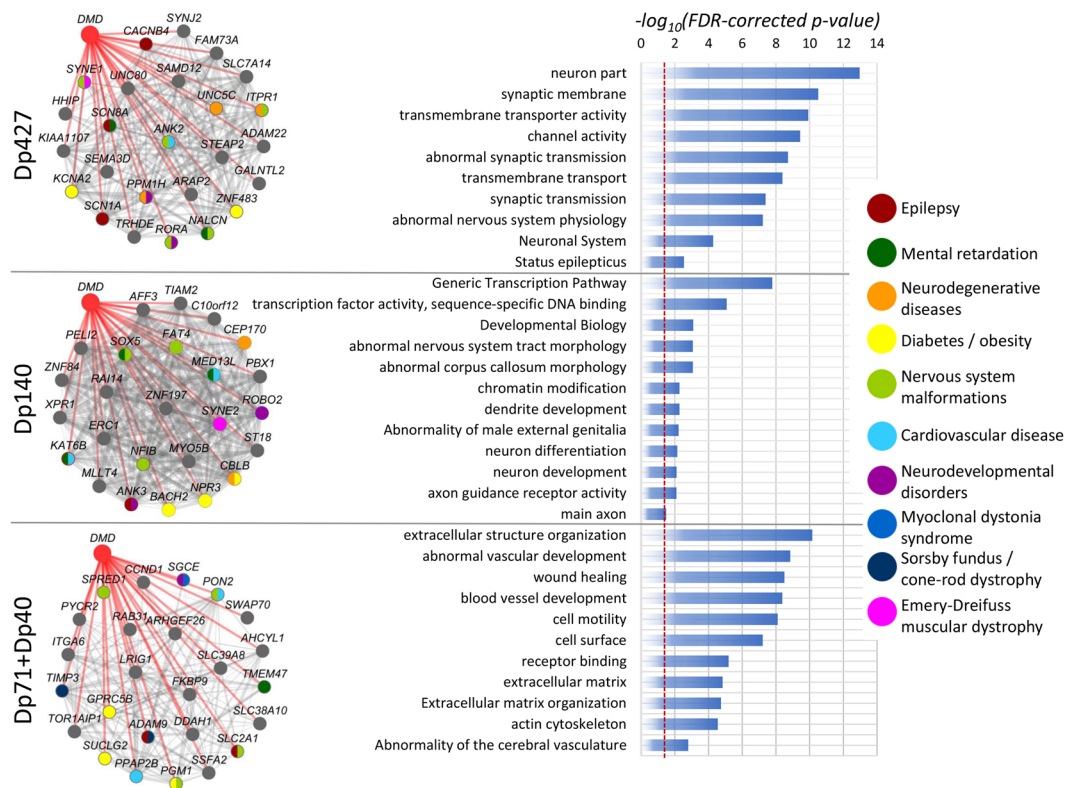 -log10(FDR-corrected p-value)
0 2 4 6 8 10 12 14
Dp427
DMD
SYNJ2
CACNB4
FAM73A
SYNE1
UNC80
SAMD12
SLC7A14
HHIP
SCN8A
UNC5C
ITPR1
KIAA1107
ANK2
STEAP2
ADAM22
SEMA3D
KCNA2
PPM1H
ARAP2
GALNTL2
SCN1A
ZNF483
TRHDE
RORA
NALCN
neuron part
synaptic membrane
transmembrane transporter activity
channel activity
abnormal synaptic transmission
transmembrane transport
synaptic transmission
abnormal nervous system physiology
Neuronal System
Status epilepticus
Dp140
DMD
TIAM2
AFF3
C10orf12
PELI2
SOX5
FAT4
CEP170
MED13L
PBX1
ZNF84
RAI14
ZNF197
ROBO2
XPR1
SYNE2
ERC1
ST18
KAT6B
NFIB
MYO5B
MLLT4
CBLB
ANK3
BACH2
NPR3
Generic Transcription Pathway
transcription factor activity, sequence-specific DNA binding
Developmental Biology
abnormal nervous system tract morphology
abnormal corpus callosum morphology
chromatin modification
dendrite development
Abnormality of male external genitalia
neuron differentiation
neuron development
axon guidance receptor activity
main axon
Dp71+Dp40
DMD
CCND1
SGCE
SPRED1
PON2
PYCR2
RAB31
ARHGEF26
SWAP70
ITGA6
LRIG1
SLC39A8
AHCYL1
TIMP3
FKBP9
TMEM47
GPRC5B
TOR1AIP1
ADAM9
DDAH1
SLC38A10
SUCLG2
SLC2A1
PPAP2B
PGM1
SSFA2
extracellular structure organization
abnormal vascular development
wound healing
blood vessel development
cell motility
cell surface
receptor binding
extracellular matrix
Extracellular matrix organization
actin cytoskeleton
Abnormality of the cerebral vasculature
Epilepsy
Mental retardation
Neurodegenerative
diseases
Diabetes / obesity
Nervous system
malformations
Cardiovascular disease
Neurodevelopmental
disorders
Myoclonal dystonia
syndrome
Sorsby fundus /
cone-rod dystrophy
Emery-Dreifuss
muscular dystrophy